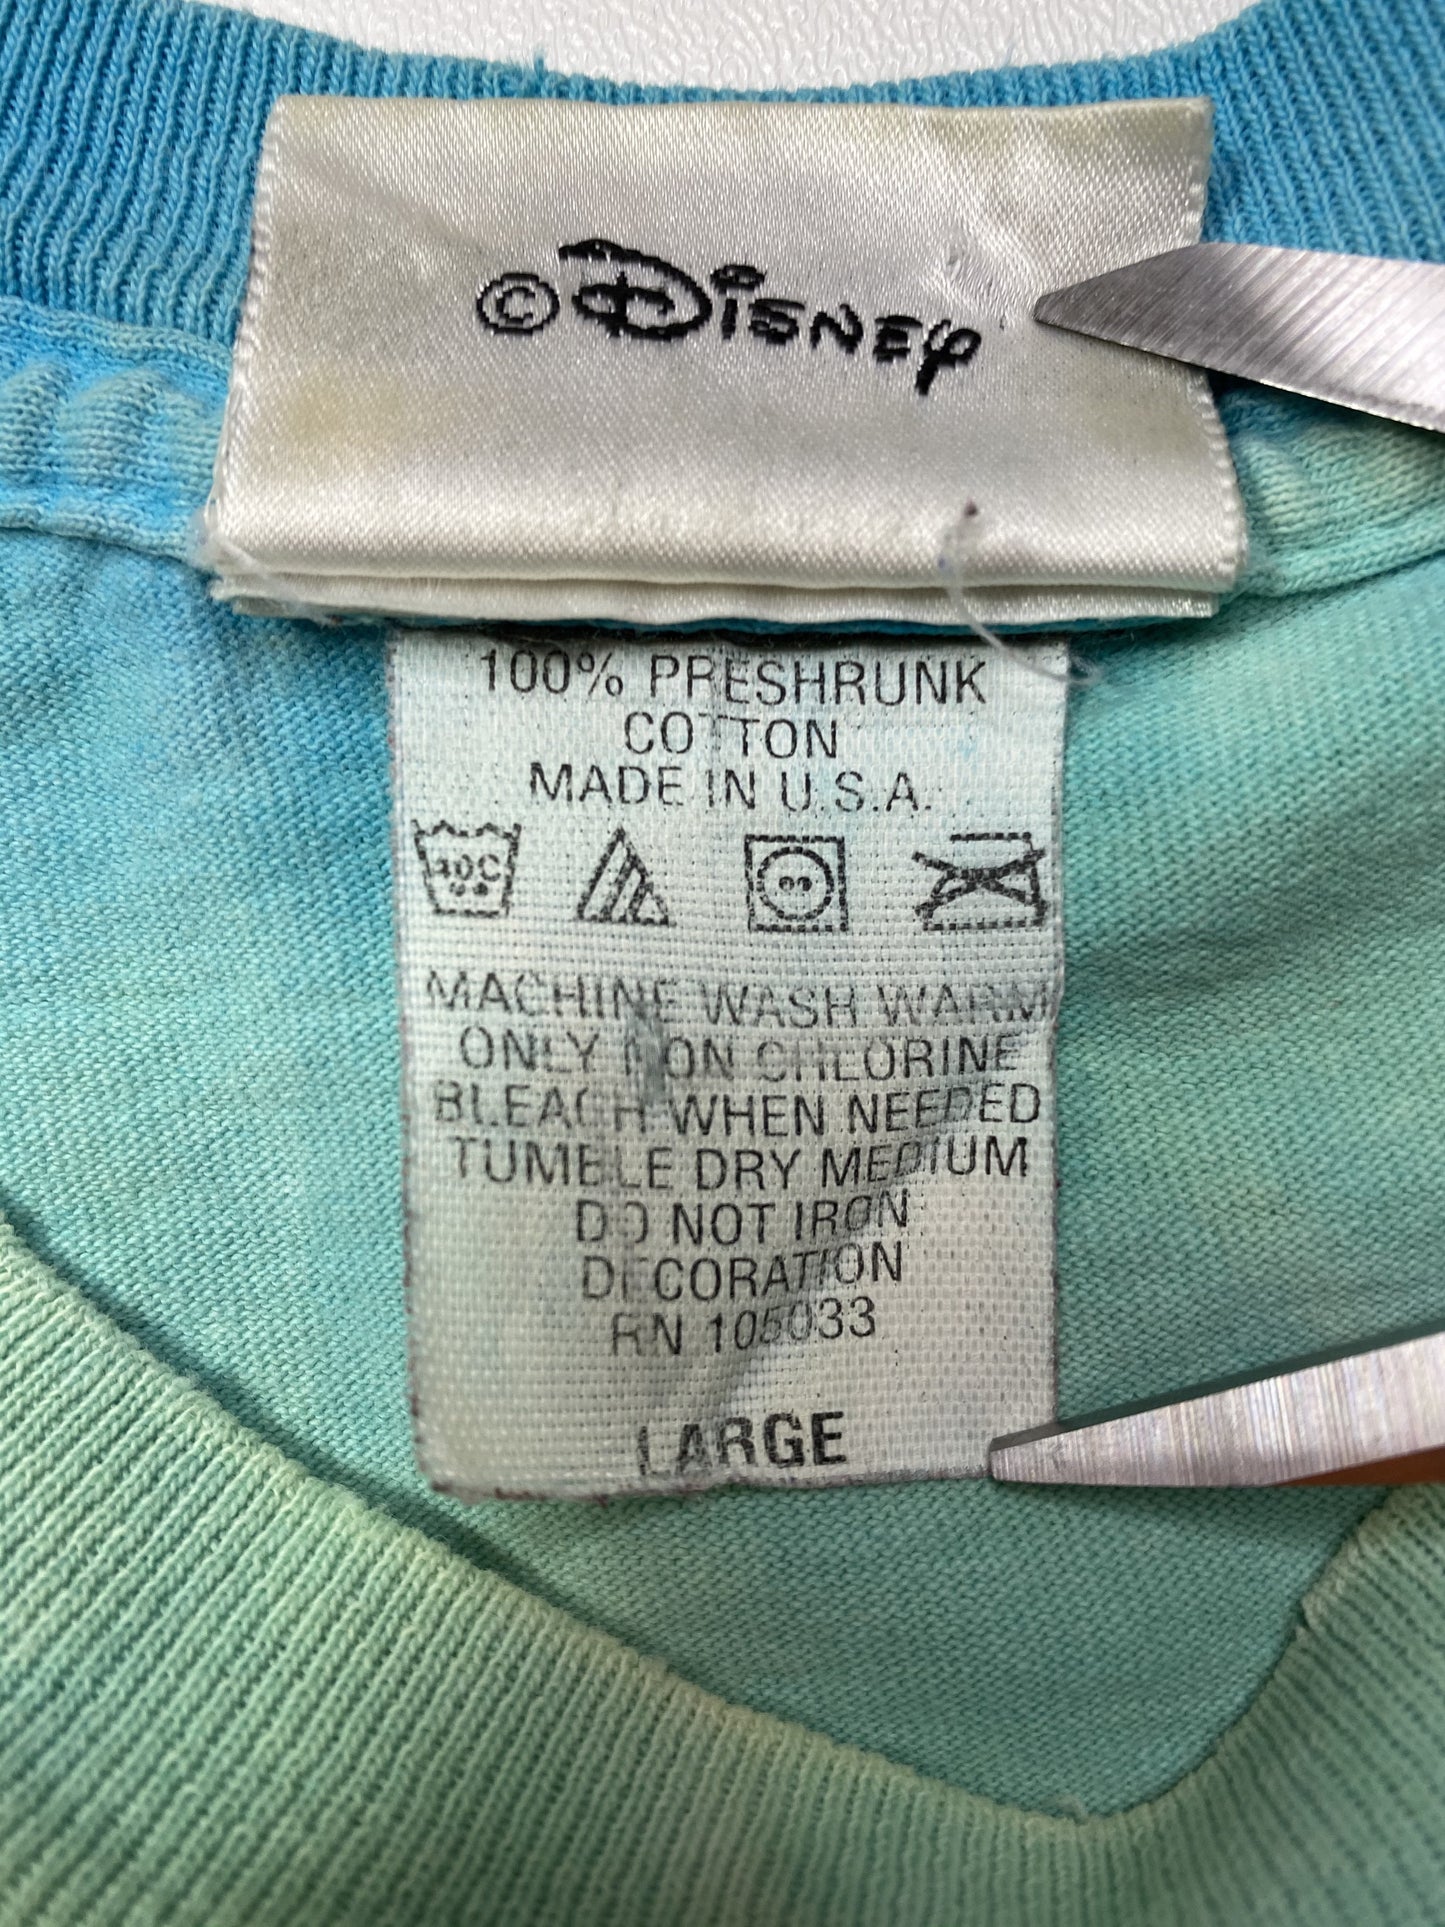 ©Disney
100% PRESHRUNK
COTTON
MADE IN U.S.A.
40C
MACHINE WASH WARM
ONLY NON CHLORINE
BLEACH WHEN NEEDED
TUMBLE DRY MEDIUM
DO NOT IRON
DECORATION
RN 105033
LARGE